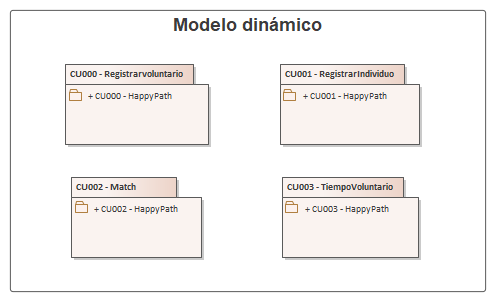 Modelo dinámico
CU000 - Registrarvoluntario
+ CU000 - HappyPath
CU001 - RegistrarIndividuo
+ CU001 - HappyPath
CU002 - Match
+ CU002 - HappyPath
CU003 - TiempoVoluntario
+ CU003 - HappyPath